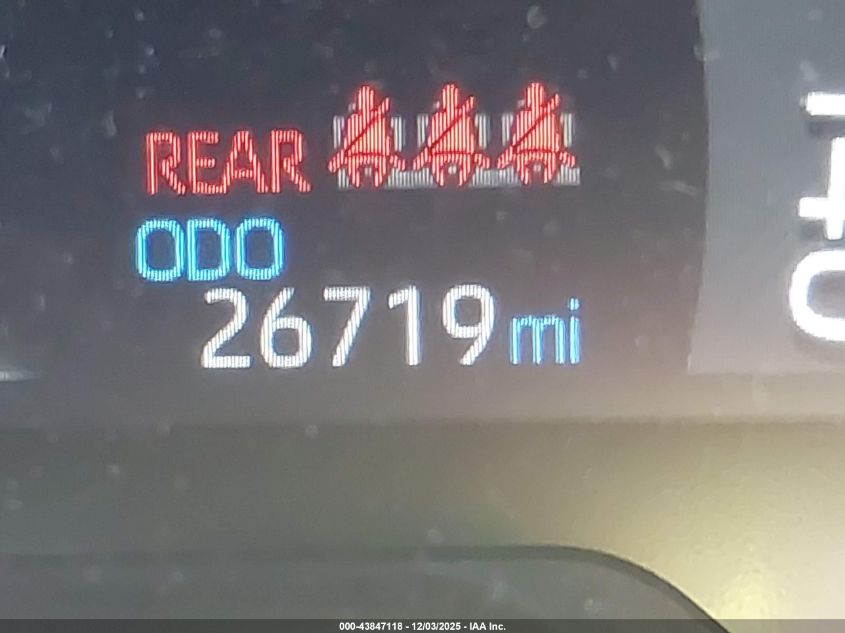 REAR
ODO
26719 mi
000-43847118 - 12/03/2025 - IAA Inc.